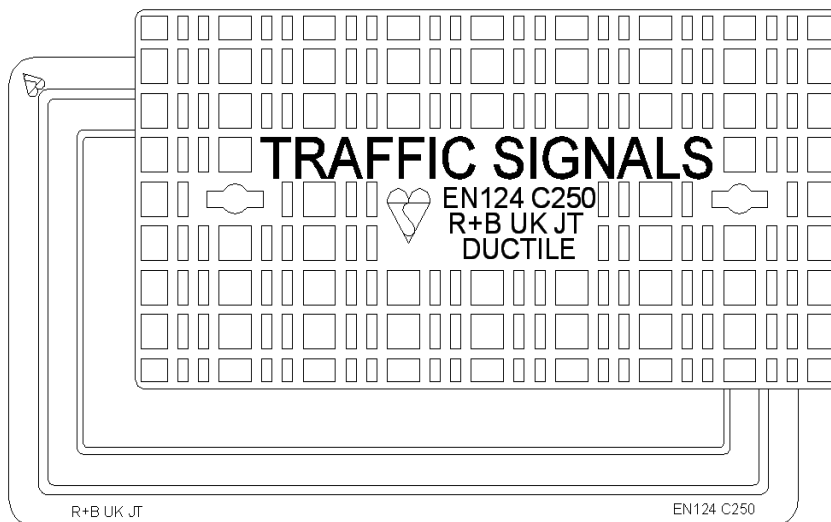 TRAFFIC SIGNALS
EN124 C250
R+B UK JT
DUCTILE
R+B UK JT
EN124 C250